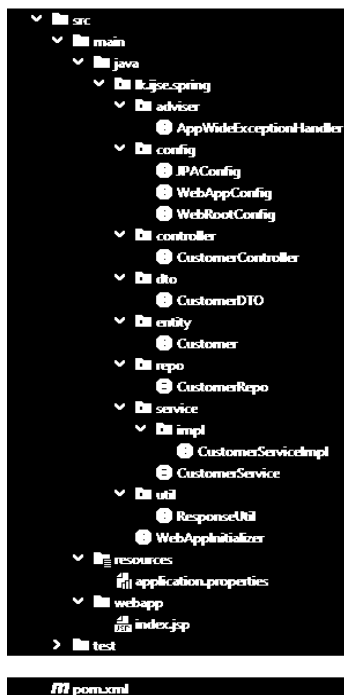 src
main
java
lk.ijse.spring
adviser
AppWideExceptionHandler
config
JPAConfig
WebAppConfig
WebRootConfig
controller
CustomerController
dto
CustomerDTO
entity
Customer
repo
CustomerRepo
service
impl
CustomerServiceImpl
CustomerService
util
ResponseUtil
WebAppInitializer
resources
application.properties
webapp
index.jsp
test
pom.xml